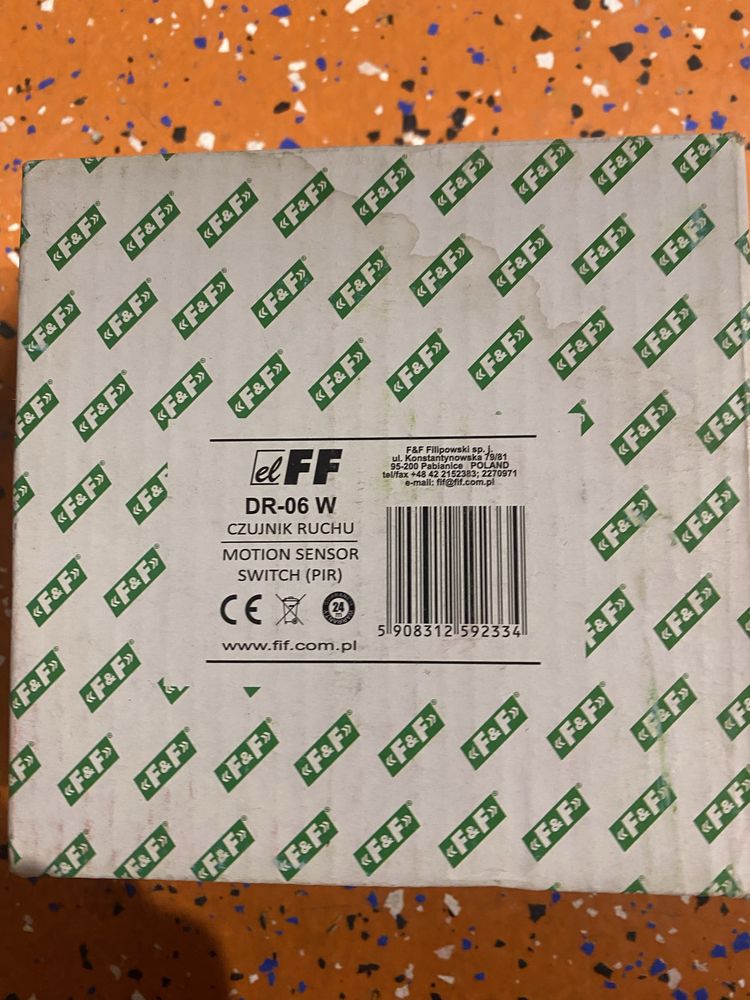 elFF
DR-06 W
CZUJNIK RUCHU
MOTION SENSOR
SWITCH (PIR)
CE
24
m
www.fif.com.pl
F&F Filipowski sp. j.
ul. Konstantynowska 79/81
95-200 Pabianice POLAND
tel/fax +48 42 2152383; 2270971
e-mail: fif@fif.com.pl
5 908312 592334
«F&F»®